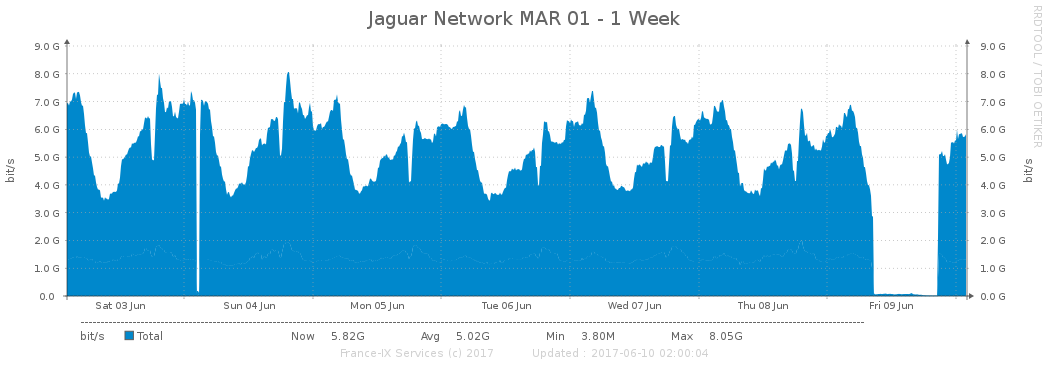 Jaguar Network MAR 01 - 1 Week
RRDTOOL / TOBI OETIKER
9.0 G 9.0 G
8.0 G 8.0 G
7.0 G 7.0 G
6.0 G 6.0 G
5.0 G 5.0 G
4.0 G 4.0 G
3.0 G 3.0 G
2.0 G 2.0 G
1.0 G 1.0 G
0.0 0.0 G
bit/s
bit/s
Sat 03 Jun Sun 04 Jun Mon 05 Jun Tue 06 Jun Wed 07 Jun Thu 08 Jun Fri 09 Jun
bit/s Total Now 5.82G Avg 5.02G Min 3.80M Max 8.05G
France-IX Services (c) 2017 Updated : 2017-06-10 02:00:04